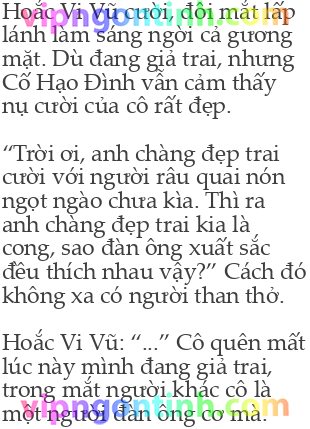 Hoắc Vi Vũ cười, đôi mắt lấp
vipngontinh.com
lánh làm sáng ngời cả gương
mặt. Dù đang giả trai, nhưng
Cố Hạo Đình vẫn cảm thấy
nụ cười của cô rất đẹp.
“Trời ơi, anh chàng đẹp trai
cười với người râu quai nón
ngọt ngào chưa kìa. Thì ra
anh chàng đẹp trai kia là
cong, sao đàn ông xuất sắc
đều thích nhau vậy?” Cách đó
không xa có người than thở.
Hoắc Vi Vũ: “...” Cô quên mất
lúc này mình đang giả trai,
trong mắt người khác cô là
vipngontinh.com
một người đàn ông cơ mà.